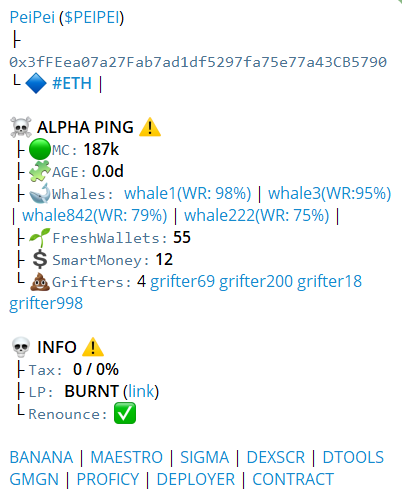 PeiPei ($PEIPEI)
├
0x3fFEea07a27Fab7ad1df5297fa75e77a43CB5790
└ 🔷 #ETH |
☠️ ALPHA PING ⚠️
├ 🟢MC: 187k
├ 🧩AGE: 0.0d
├ 🐋Whales: whale1(WR: 98%) | whale3(WR:95%)
| whale842(WR: 79%) | whale222(WR: 75%) |
├ 🌱FreshWallets: 55
├ 💲SmartMoney: 12
└ 💩Grifters: 4 grifter69 grifter200 grifter18
grifter998
💀 INFO ⚠️
├ Tax: 0 / 0%
├ LP: BURNT (link)
└ Renounce: ✅
BANANA | MAESTRO | SIGMA | DEXSCR | DTOOLS
GMGN | PROFICY | DEPLOYER | CONTRACT